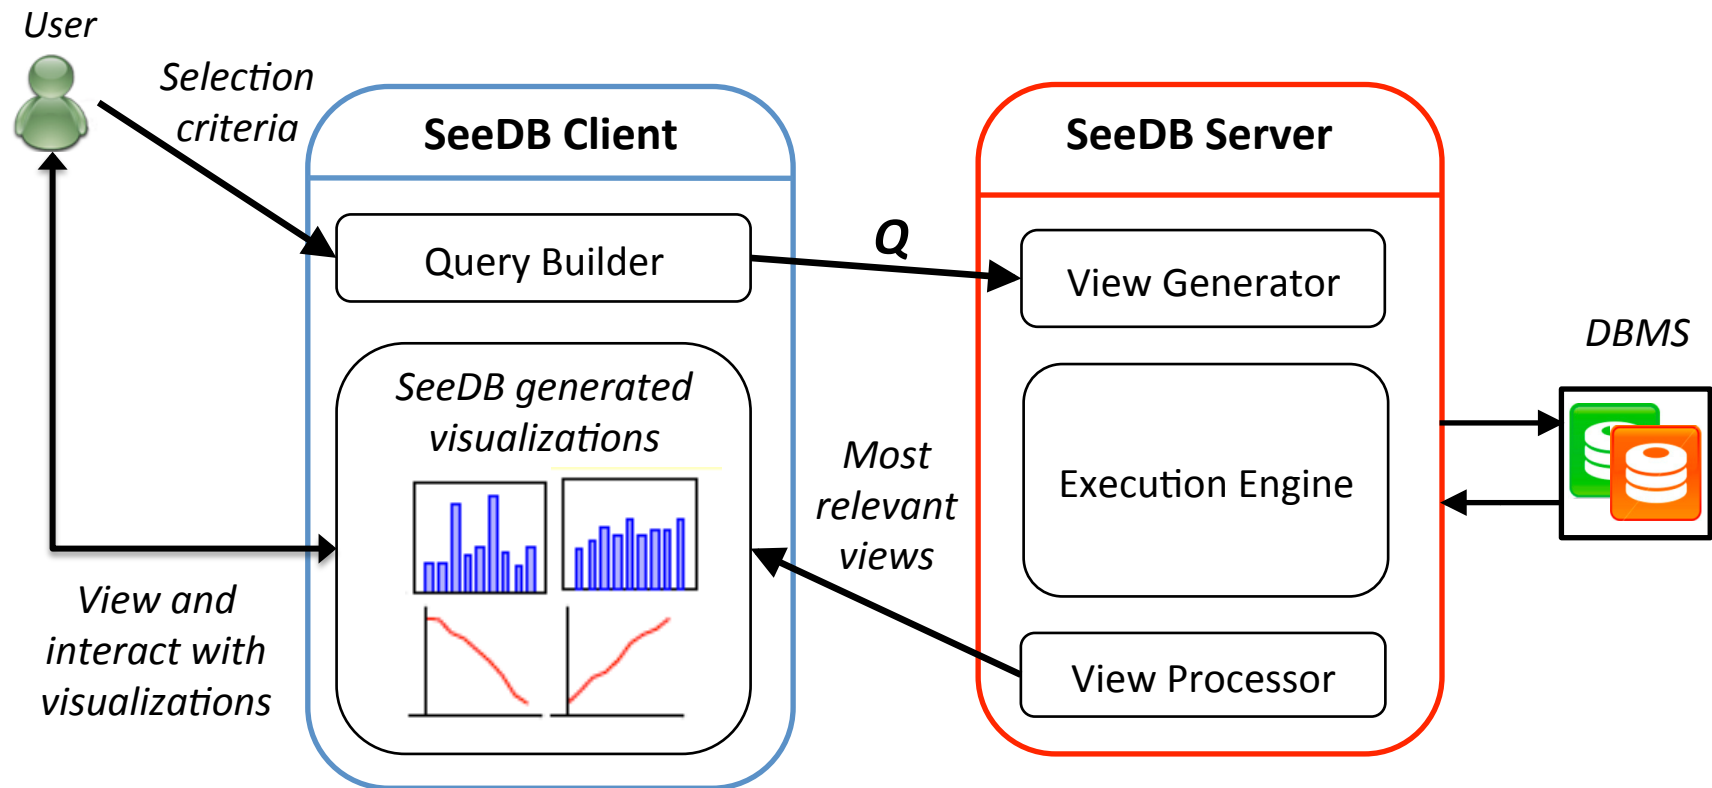 User
Selection
criteria
SeeDB Client
Query Builder
SeeDB generated
visualizations
View and
interact with
visualizations
Q
Most
relevant
views
SeeDB Server
View Generator
Execution Engine
View Processor
DBMS